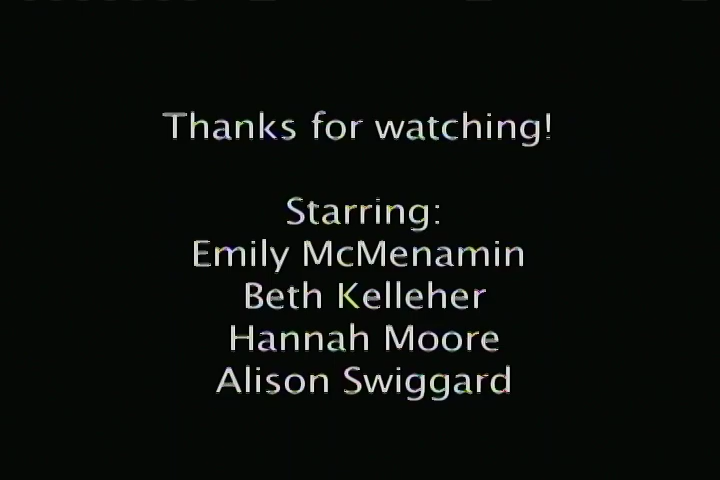 Thanks for watching!
Starring:
Emily McMenamin
Beth Kelleher
Hannah Moore
Alison Swiggard